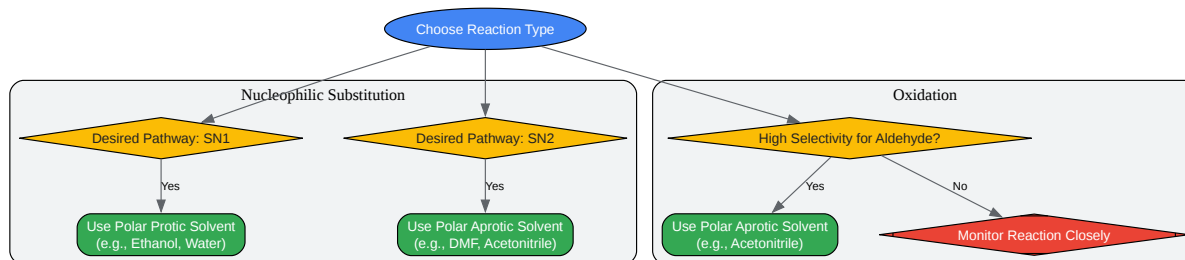 Choose Reaction Type
Nucleophilic Substitution
Oxidation
Desired Pathway: SN1
Desired Pathway: SN2
High Selectivity for Aldehyde?
Yes
Yes
Yes
No
Use Polar Protic Solvent
(e.g., Ethanol, Water)
Use Polar Aprotic Solvent
(e.g., DMF, Acetonitrile)
Use Polar Aprotic Solvent
(e.g., Acetonitrile)
Monitor Reaction Closely